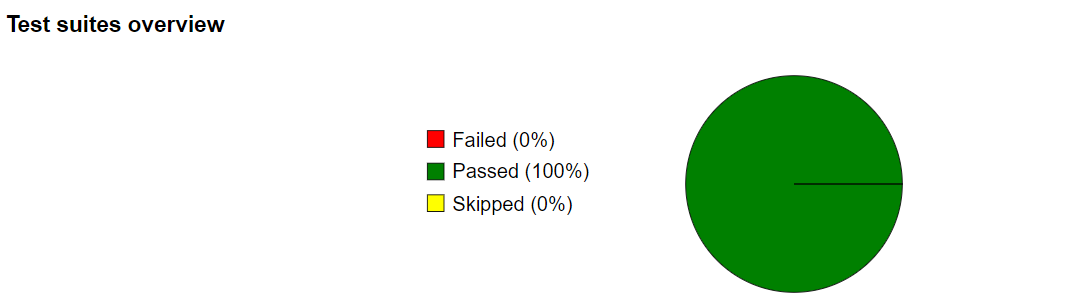 Test suites overview
Failed (0%)
Passed (100%)
Skipped (0%)